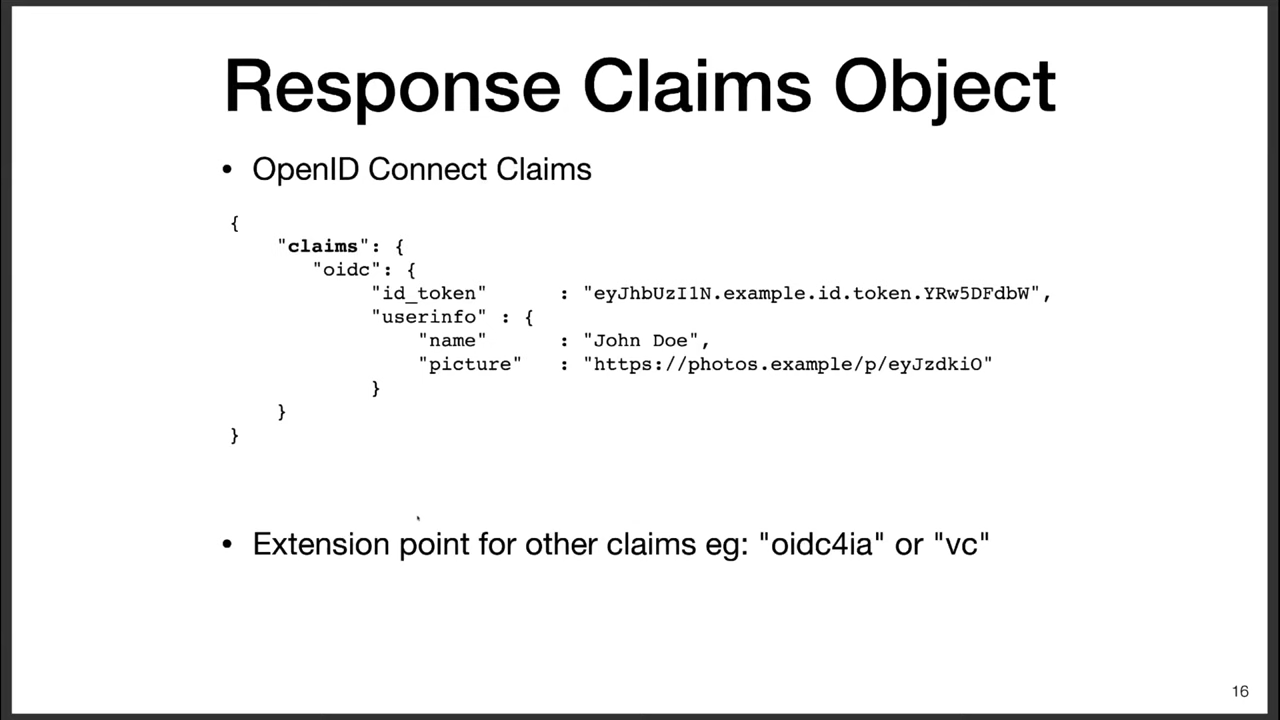 Response Claims Object
• OpenID Connect Claims
{
    "claims": {
       "oidc": {
            "id_token"      : "eyJhbUzI1N.example.id.token.YRw5DFdbW",
            "userinfo" : {
                "name"      : "John Doe",
                "picture"   : "https://photos.example/p/eyJzdkiO"
            }
    }
}
• Extension point for other claims eg: "oidc4ia" or "vc"
16